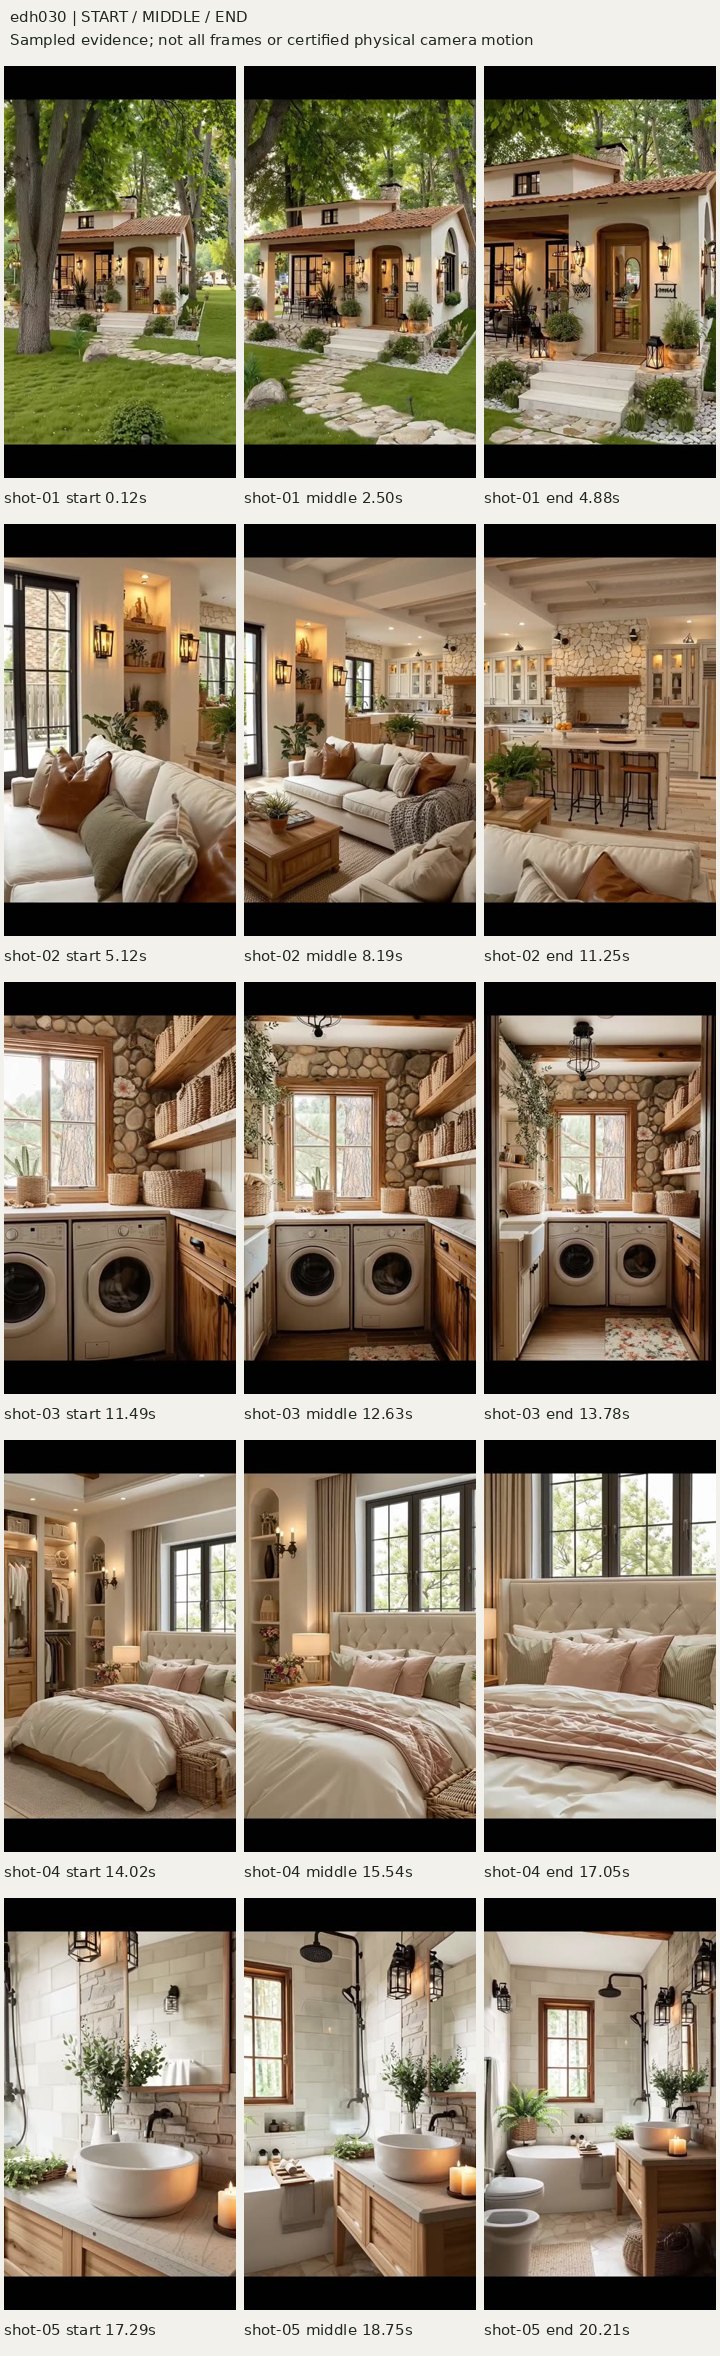 edh030 | START / MIDDLE / END
Sampled evidence; not all frames or certified physical camera motion
shot-01 start 0.12s
shot-01 middle 2.50s
shot-01 end 4.88s
shot-02 start 5.12s
shot-02 middle 8.19s
shot-02 end 11.25s
shot-03 start 11.49s
shot-03 middle 12.63s
shot-03 end 13.78s
shot-04 start 14.02s
shot-04 middle 15.54s
shot-04 end 17.05s
shot-05 start 17.29s
shot-05 middle 18.75s
shot-05 end 20.21s